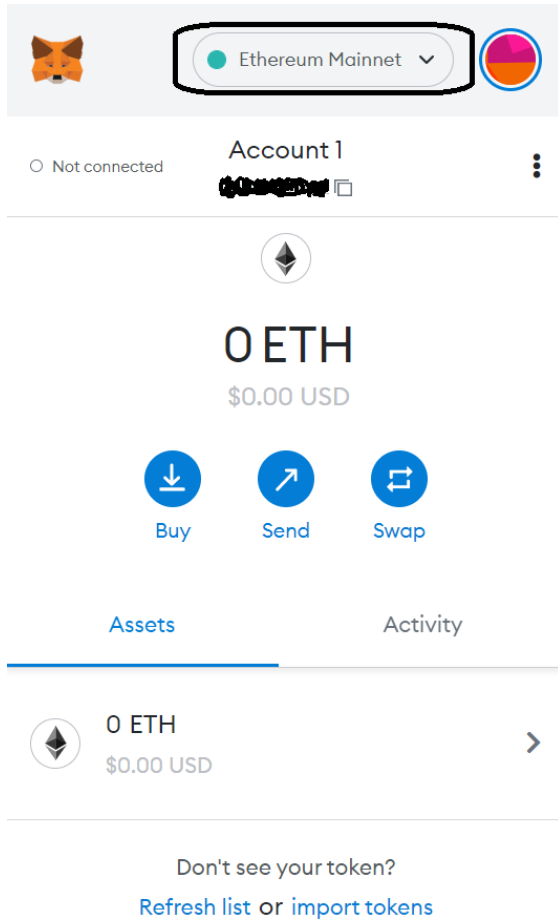 Ethereum Mainnet
Not connected
Account 1
0 ETH
$0.00 USD
Buy Send Swap
Assets Activity
0 ETH
$0.00 USD
Don't see your token?
Refresh list or import tokens